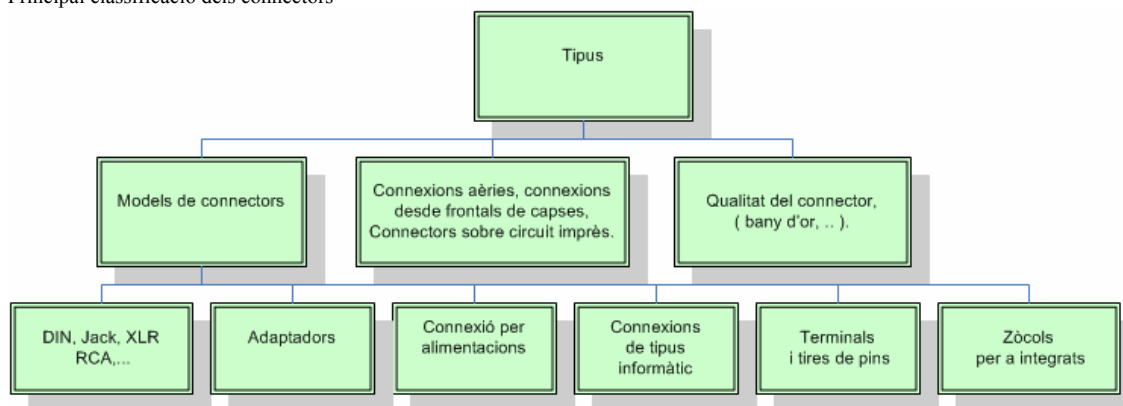 Principal classificació dels connectors
Tipus
Models de connectors
Connexions aèries, connexions
desde frontals de capses,
Connectors sobre circuit imprès.
Qualitat del connector,
( bany d'or, .. ).
DIN, Jack, XLR
RCA,...
Adaptadors
Connexió per
alimentacions
Connexions
de tipus
informàtic
Terminals
i tires de pins
Zòcols
per a integrats